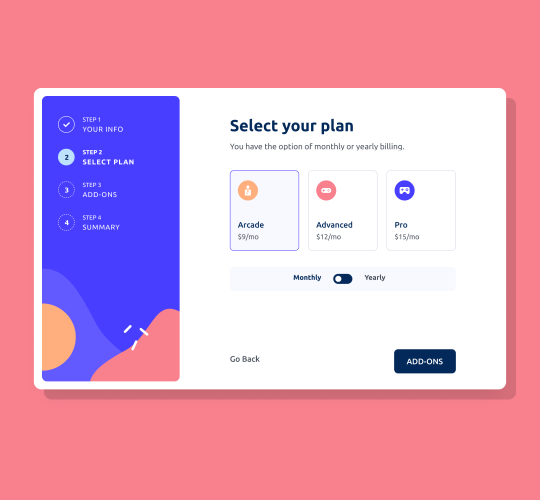 STEP 1
YOUR INFO
2
STEP 2
SELECT PLAN
3
STEP 3
ADD-ONS
4
STEP 4
SUMMARY
Select your plan
You have the option of monthly or yearly billing.
Arcade
$9/mo
Advanced
$12/mo
Pro
$15/mo
Monthly
Yearly
Go Back
ADD-ONS